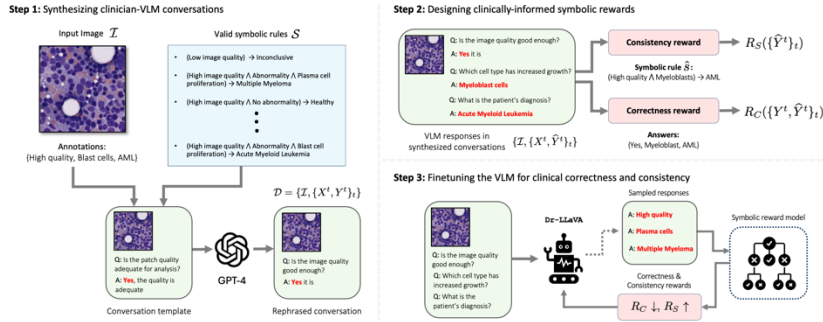 Step 1: Synthesizing clinician-VLM conversations
Input Image I
Valid symbolic rules S
• (Low image quality) → Inconclusive
• (High image quality ∧ Abnormality ∧ Plasma
cell
proliferation) → Multiple Myeloma
• (High image quality ∧ No abnormality) → Healthy
• (High image quality ∧ Abnormality ∧ Blast cell
proliferation) → Acute Myeloid Leukemia
Annotations:
{High quality, Blast cells, AML}
D = {I, {X^t, Y^t}_t}
Q: Is the patch quality
adequate for analysis?
A: Yes, the quality is
adequate
Conversation template
GPT-4
Q: Is the image quality
good enough?
A: Yes it is
Rephrased conversation
Step 2: Designing clinically-informed symbolic rewards
Q: Is the image quality good enough?
A: Yes it is
Q: Which cell type has increased growth?
A: Myeloblast cells
Q: What is the patient's diagnosis?
A: Acute Myeloid Leukemia
VLM responses in
synthesized conversations
{I, {X^t, Ŷ^t}_t}
Consistency reward
R_S({Ŷ^t}_t)
Symbolic rule Ŝ:
(High quality ∧ Myeloblasts) → AML
Correctness reward
R_C({Y^t, Ŷ^t}_t)
Answers:
{Yes, Myeloblast, AML}
Step 3: Finetuning the VLM for clinical correctness and consistency
Q: Is the image quality
good enough?
Q: Which cell type has
increased growth?
Q: What is the
patient's diagnosis?
Dr-LLaVA
Sampled responses
A: High quality
A: Plasma cells
A: Multiple Myeloma
Symbolic reward model
Correctness &
Consistency rewards
R_C ↓, R_S ↑